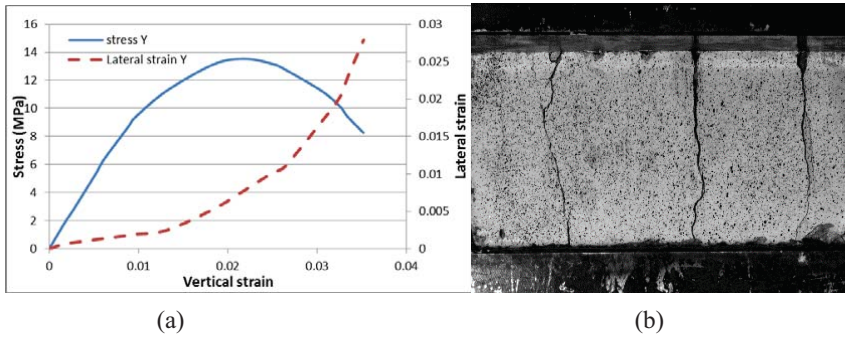 16
14
12
10
8
6
4
2
0
Stress (MPa)
stress Y
Lateral strain Y
0.03
0.025
0.02
0.015
0.01
0.005
0
Lateral strain
0 0.01 0.02 0.03 0.04
Vertical strain
(a) (b)